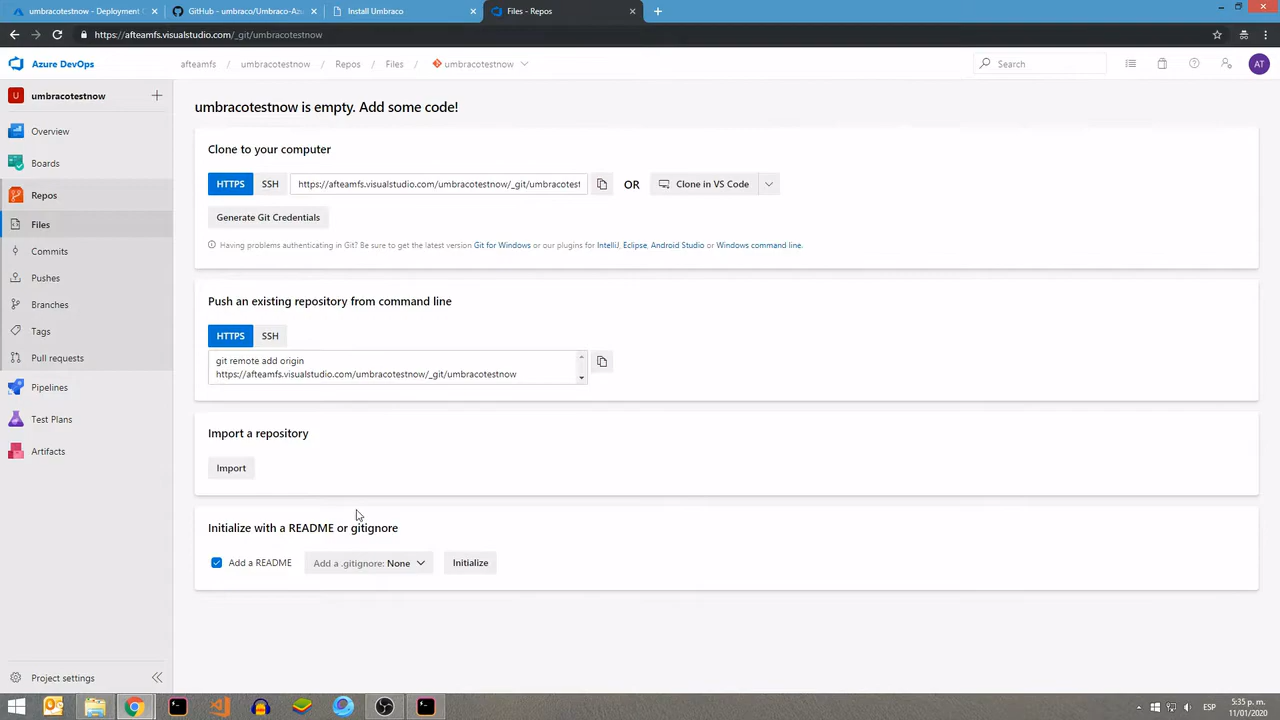 umbracotestnow - Deployment C
GitHub - umbraco/Umbraco-Az
Install Umbraco
Files - Repos
https://afteamfs.visualstudio.com/_git/umbracotestnow
Azure DevOps
afteamfs / umbracotestnow / Repos / Files / umbracotestnow
Search
AT
U umbracotestnow
Overview
Boards
Repos
Files
Commits
Pushes
Branches
Tags
Pull requests
Pipelines
Test Plans
Artifacts
Project settings
umbracotestnow is empty. Add some code!
Clone to your computer
HTTPS SSH https://afteamfs.visualstudio.com/umbracotestnow/_git/umbracotest OR Clone in VS Code
Generate Git Credentials
Having problems authenticating in Git? Be sure to get the latest version Git for Windows or our plugins for IntelliJ, Eclipse, Android Studio or Windows command line.
Push an existing repository from command line
HTTPS SSH
git remote add origin
https://afteamfs.visualstudio.com/umbracotestnow/_git/umbracotestnow
Import a repository
Import
Initialize with a README or gitignore
Add a README Add a .gitignore: None Initialize
ESP
5:35 p. m.
11/01/2020